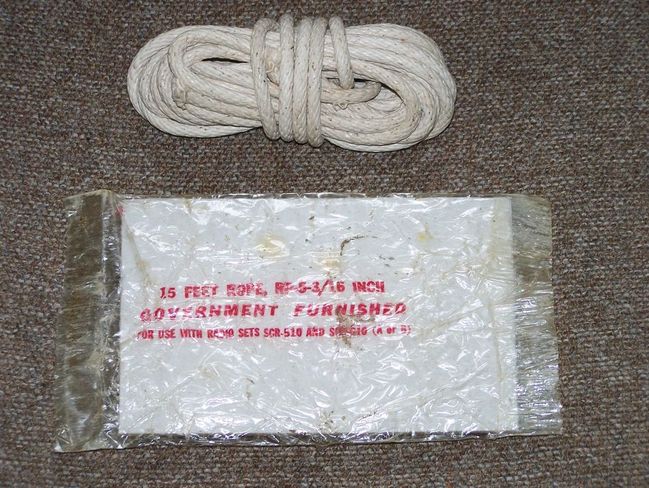 15 FEET ROPE, RP-5-3/16 INCH
GOVERNMENT FURNISHED
FOR USE WITH RADIO SETS SCR-510 AND SCR-610 (A or B)